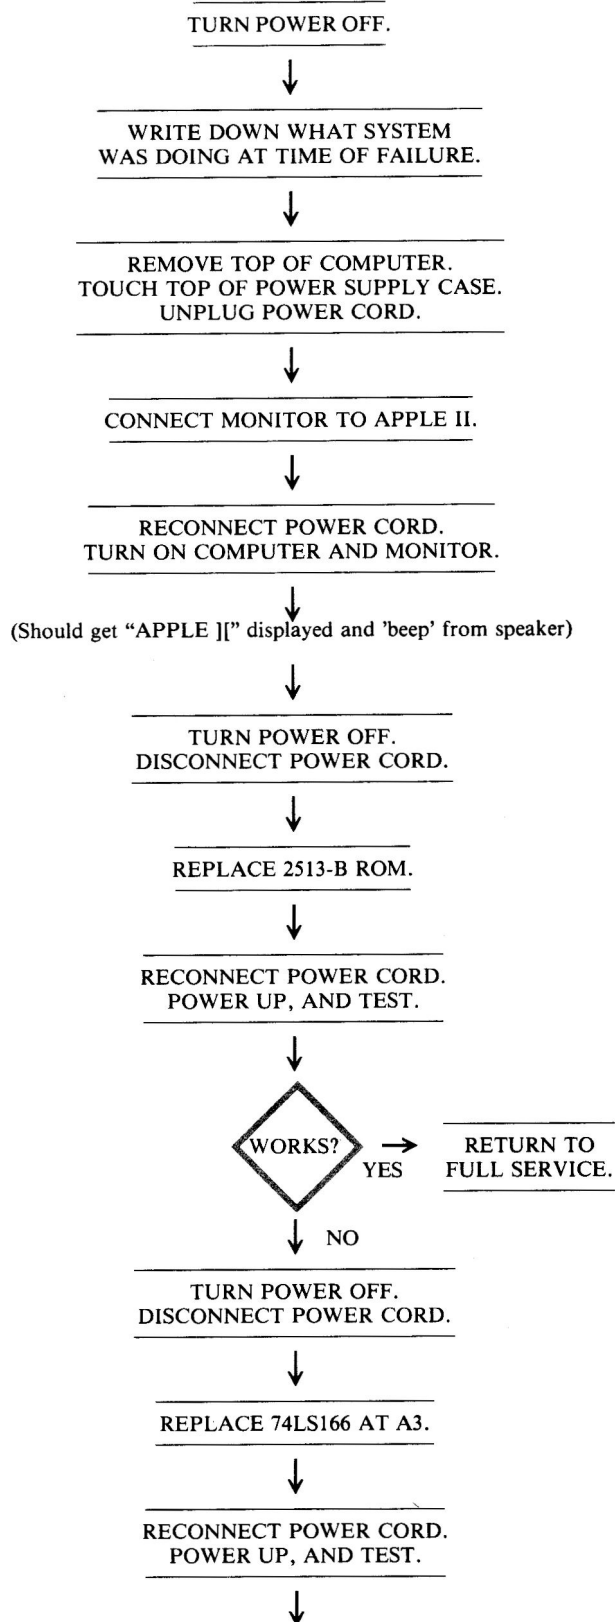 TURN POWER OFF.
WRITE DOWN WHAT SYSTEM
WAS DOING AT TIME OF FAILURE.
REMOVE TOP OF COMPUTER.
TOUCH TOP OF POWER SUPPLY CASE.
UNPLUG POWER CORD.
CONNECT MONITOR TO APPLE II.
RECONNECT POWER CORD.
TURN ON COMPUTER AND MONITOR.
(Should get “APPLE ][” displayed and 'beep' from speaker)
TURN POWER OFF.
DISCONNECT POWER CORD.
REPLACE 2513-B ROM.
RECONNECT POWER CORD.
POWER UP, AND TEST.
WORKS?
YES
RETURN TO
FULL SERVICE.
NO
TURN POWER OFF.
DISCONNECT POWER CORD.
REPLACE 74LS166 AT A3.
RECONNECT POWER CORD.
POWER UP, AND TEST.